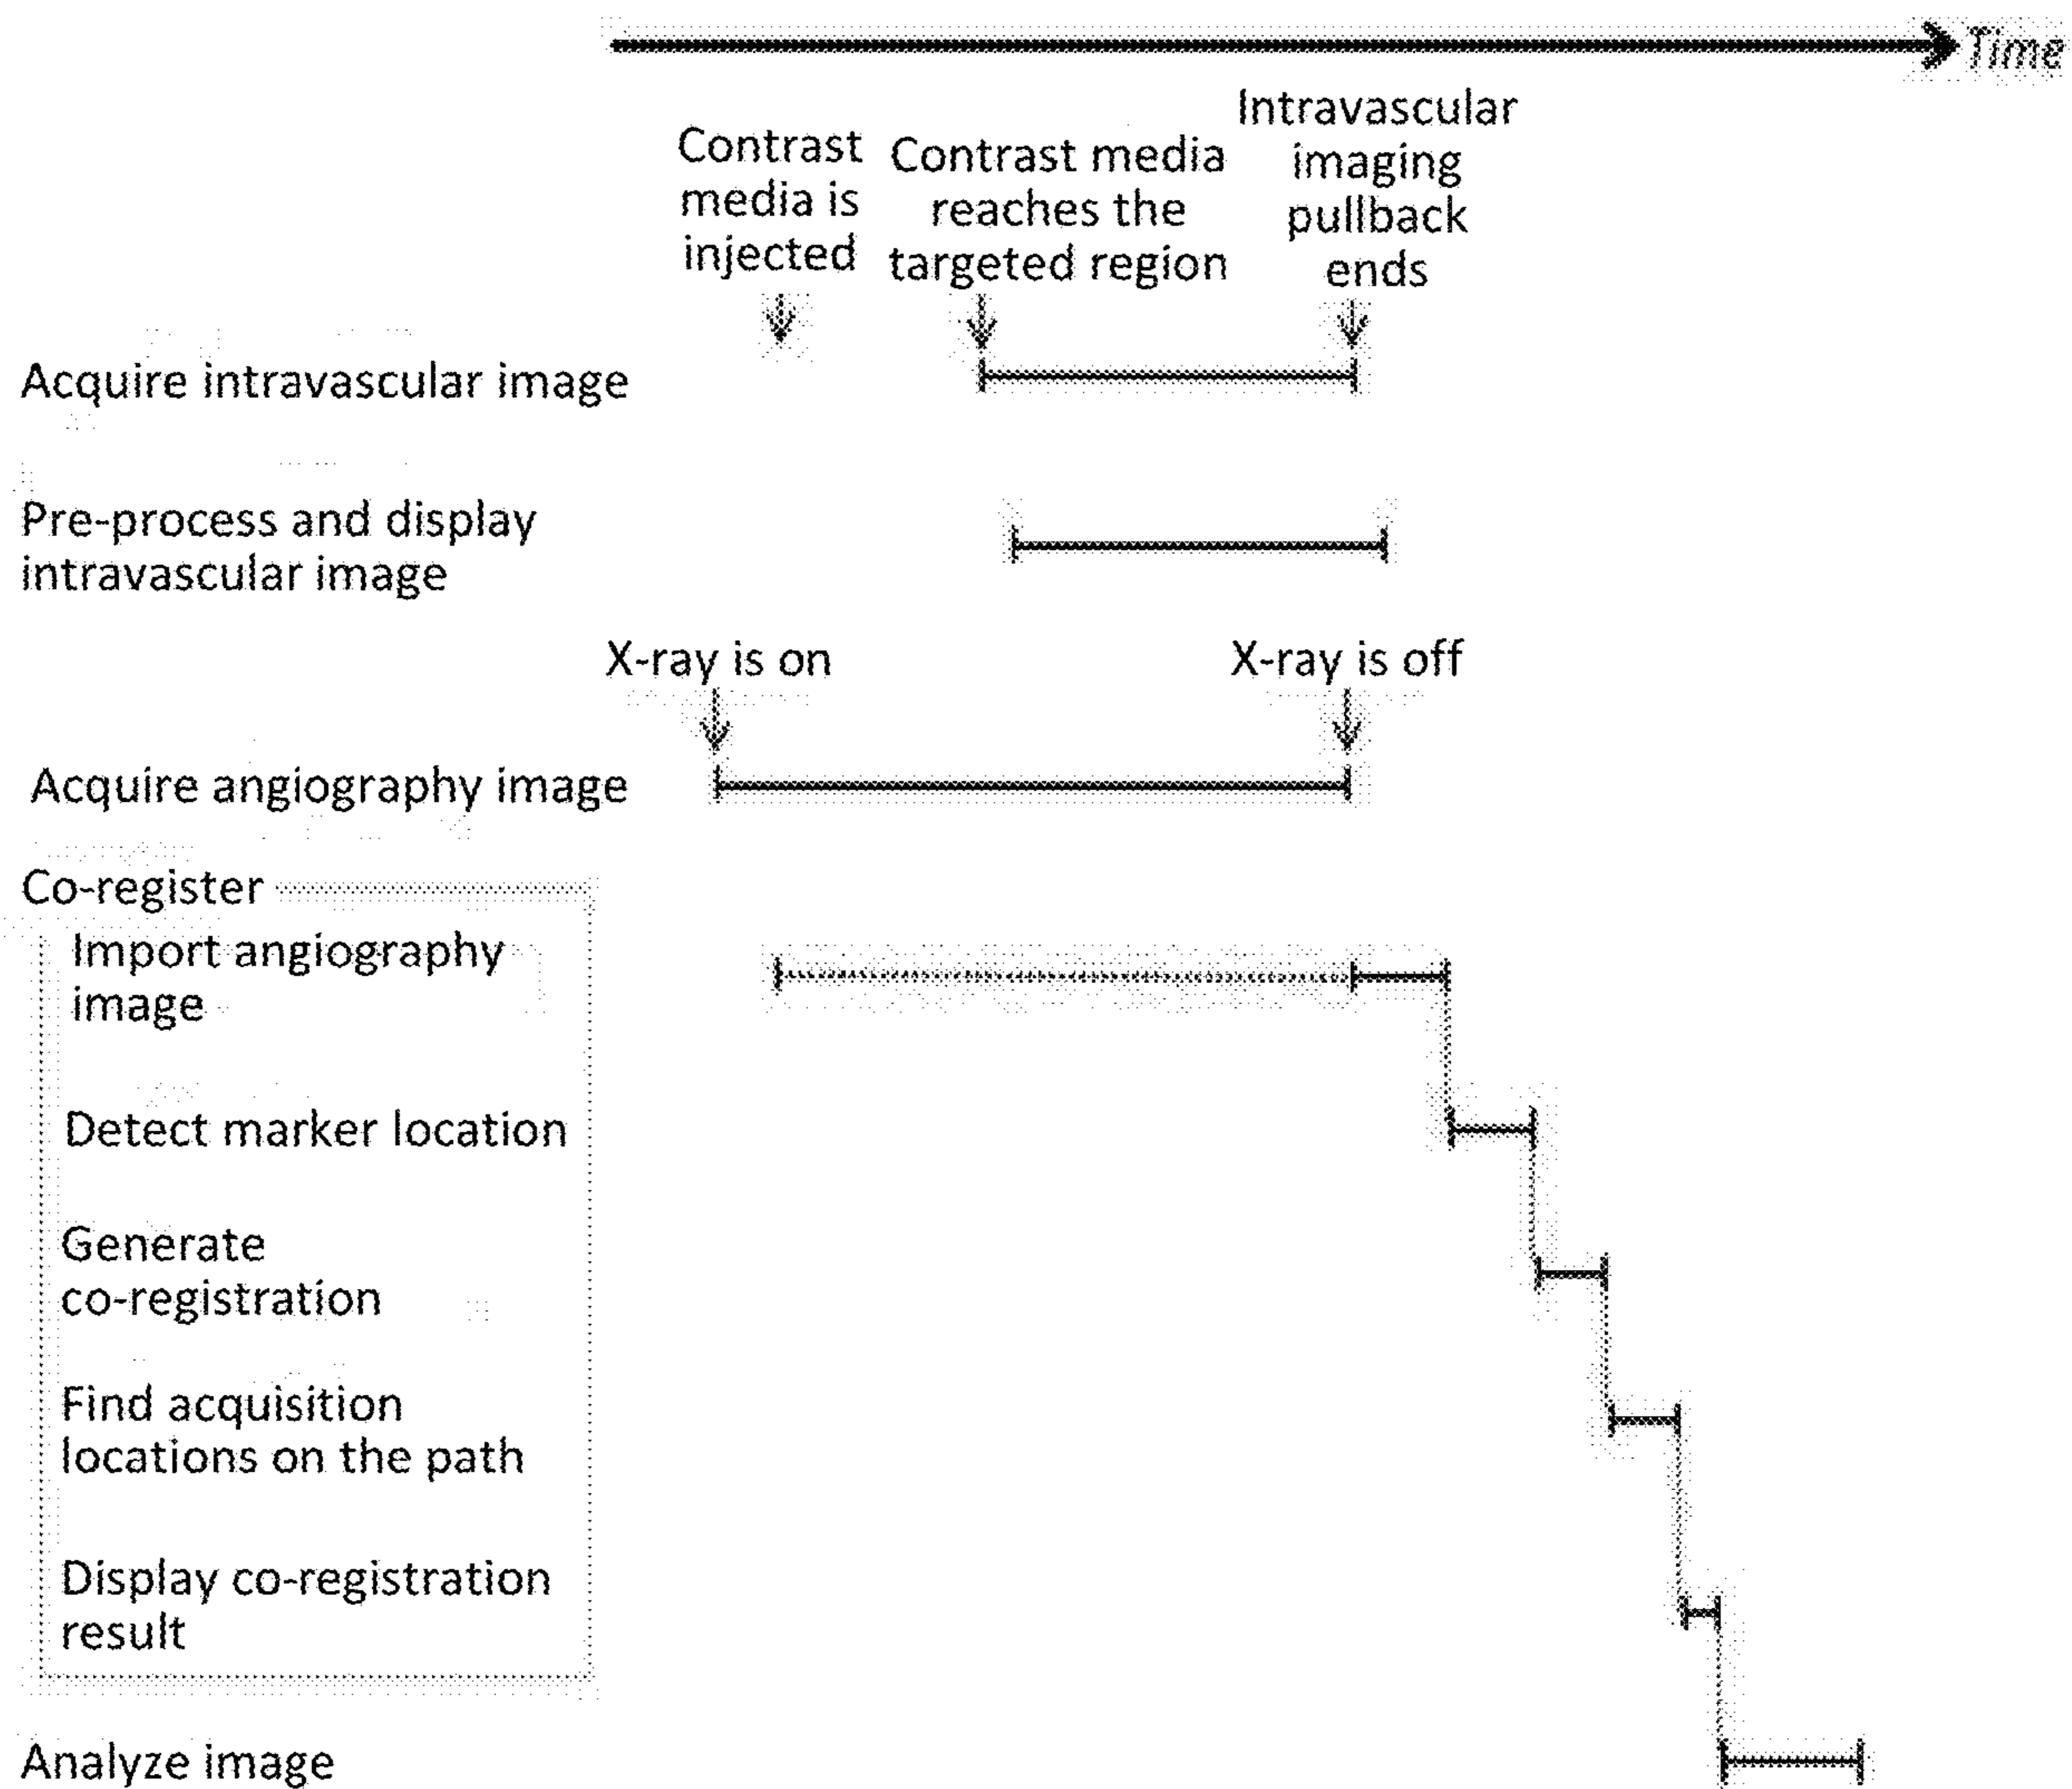 Time
Contrast
media is
injected
Contrast media
reaches the
targeted region
Intravascular
imaging
pullback
ends
Acquire intravascular image
Pre-process and display
intravascular image
X-ray is on
X-ray is off
Acquire angiography image
Co-register
Import angiography
image
Detect marker location
Generate
co-registration
Find acquisition
locations on the path
Display co-registration
result
Analyze image